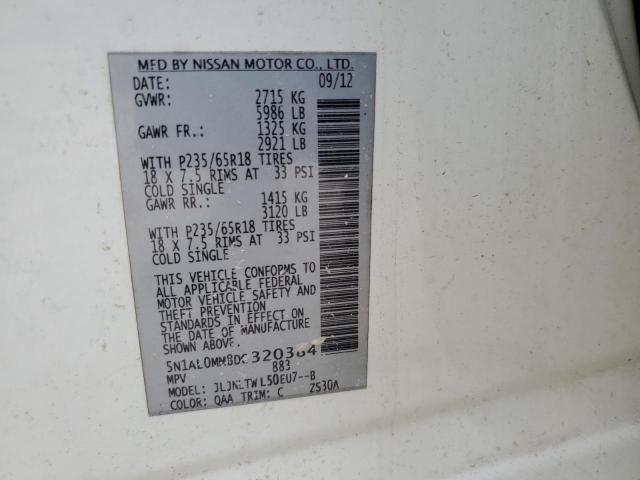 MFD BY NISSAN MOTOR CO., LTD.
DATE: 09/12
GVWR: 2715 KG
5986 LB
GAWR FR.: 1325 KG
2921 LB
WITH P235/65R18 TIRES
18 X 7.5 RIMS AT 33 PSI
COLD SINGLE
GAWR RR.: 1415 KG
3120 LB
WITH P235/65R18 TIRES
18 X 7.5 RIMS AT 33 PSI
COLD SINGLE
THIS VEHICLE CONFORMS TO
ALL APPLICABLE FEDERAL
MOTOR VEHICLE SAFETY AND
THEFT PREVENTION
STANDARDS IN EFFECT ON
THE DATE OF MANUFACTURE
SHOWN ABOVE.
MPV 883
MODEL: JLJNLTWL50EU7--B
COLOR: QAA TRIM: C ZS30A